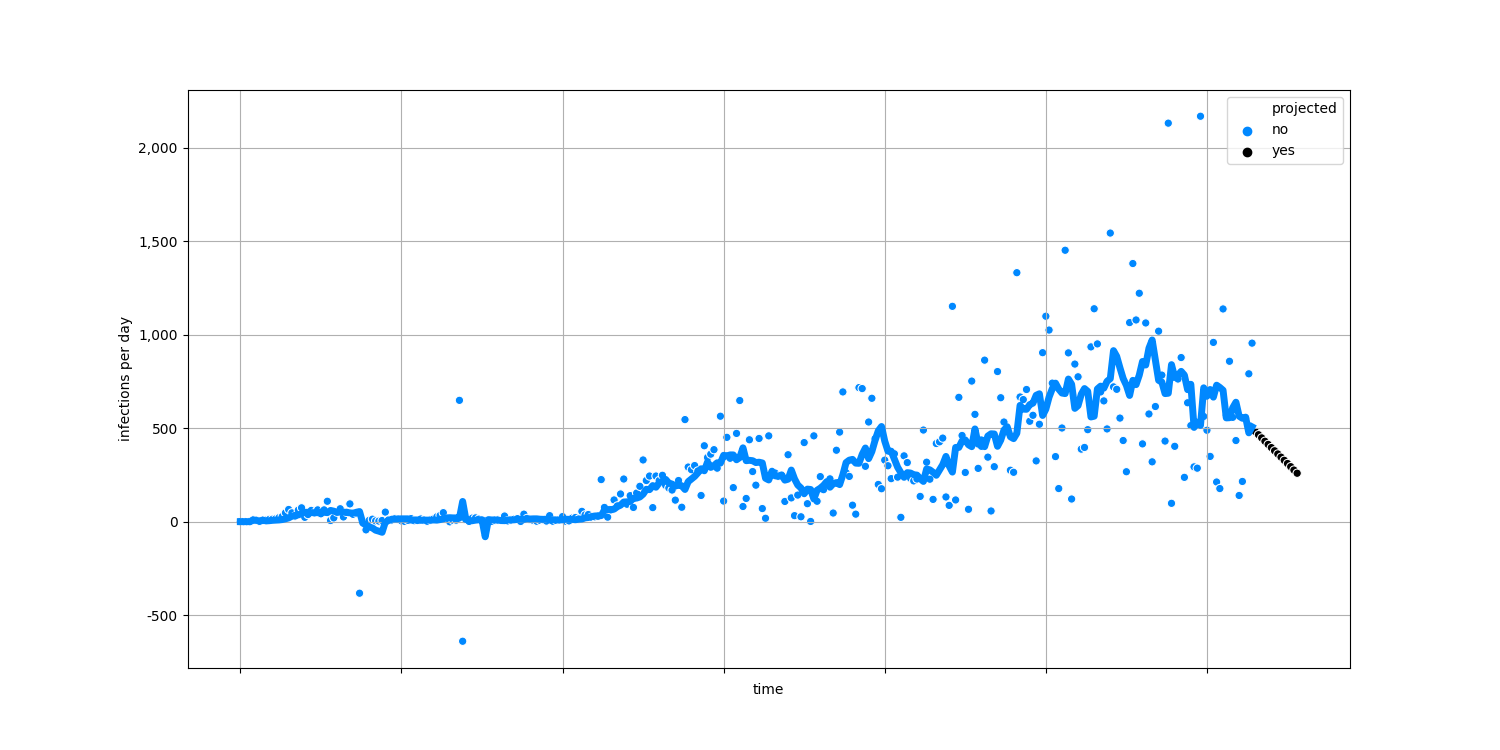 projected
no
yes
2,000
1,500
1,000
500
0
-500
infections per day
time